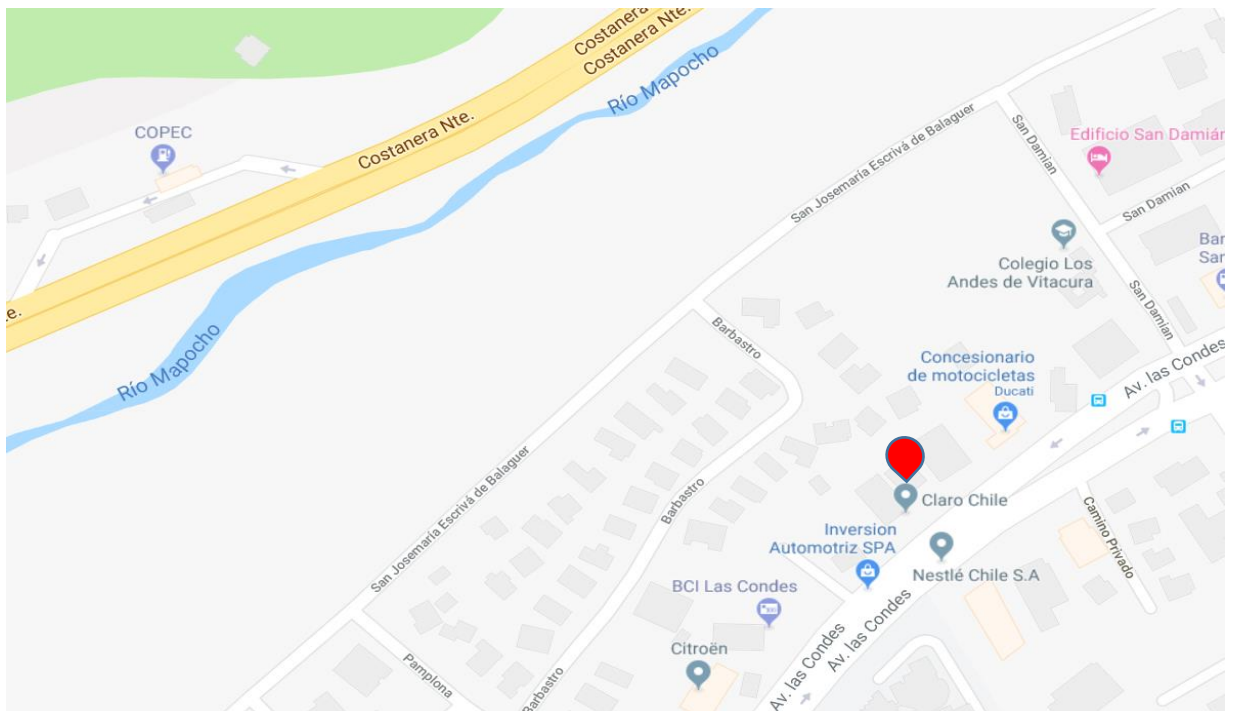 Costanera Nte.
Costanera Nte.
Río Mapocho
COPEC
Costanera Nte.
San Josemaría Escrivá de Balaguer
San Damian
Edificio San Damián
San Damian
Colegio Los
Andes de Vitacura
San Damian
Barbastro
Río Mapocho
Concesionario
de motocicletas
Ducati
Av. las Condes
San Josemaría Escrivá de Balaguer
Barbastro
Claro Chile
Camino Privado
Inversion
Automotriz SPA
Nestlé Chile S.A
BCI Las Condes
Av. las Condes
Av. las Condes
Citroën
Pamplona
Barbastro